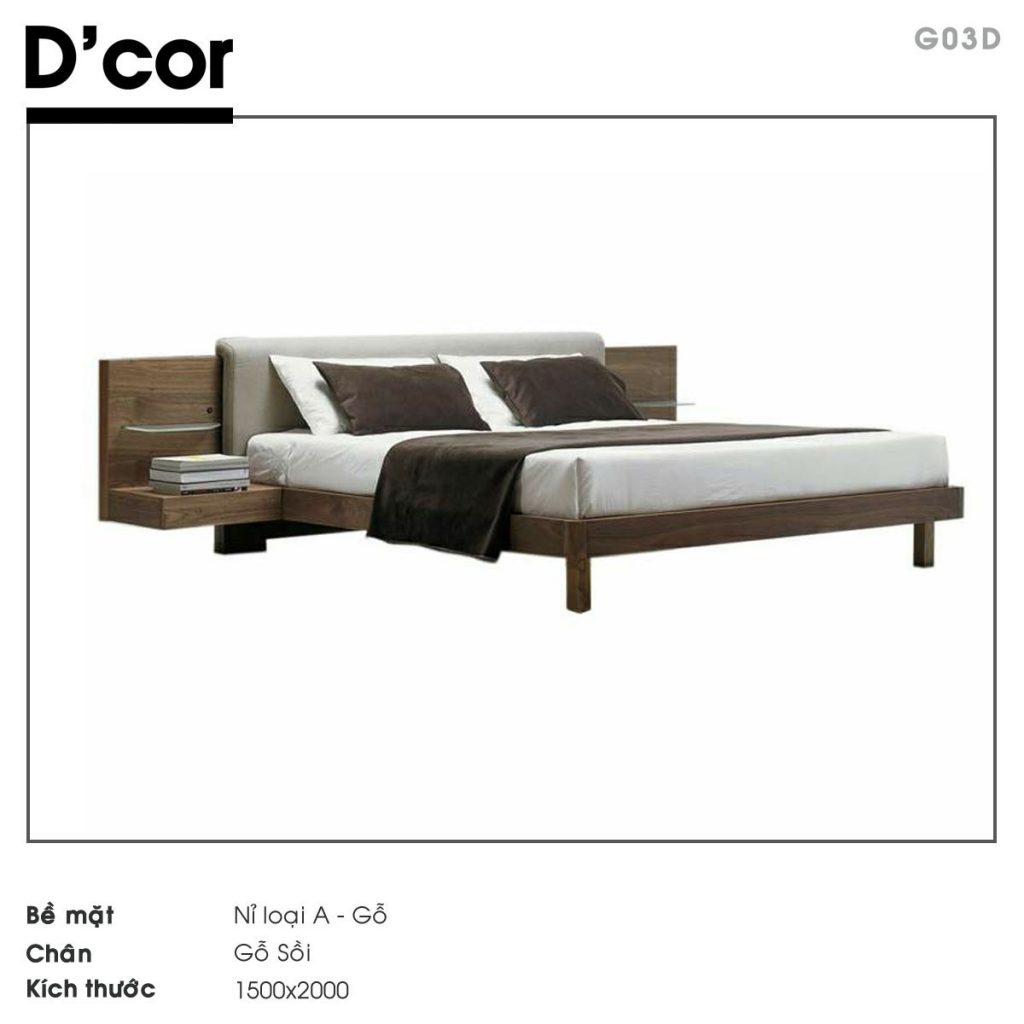 D'cor
G03D
Bề mặt Nỉ loại A - Gỗ
Chân Gỗ Sồi
Kích thước 1500x2000